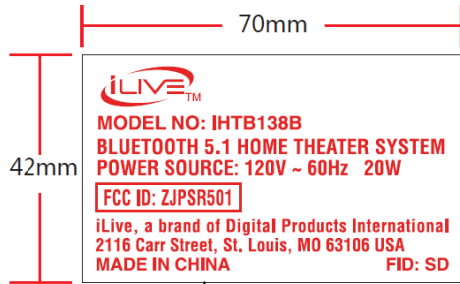 70mm
42mm
iLIVE TM
MODEL NO: IHTB138B
BLUETOOTH 5.1 HOME THEATER SYSTEM
POWER SOURCE: 120V ~ 60Hz 20W
FCC ID: ZJPSR501
iLive, a brand of Digital Products International
2116 Carr Street, St. Louis, MO 63106 USA
MADE IN CHINA FID: SD